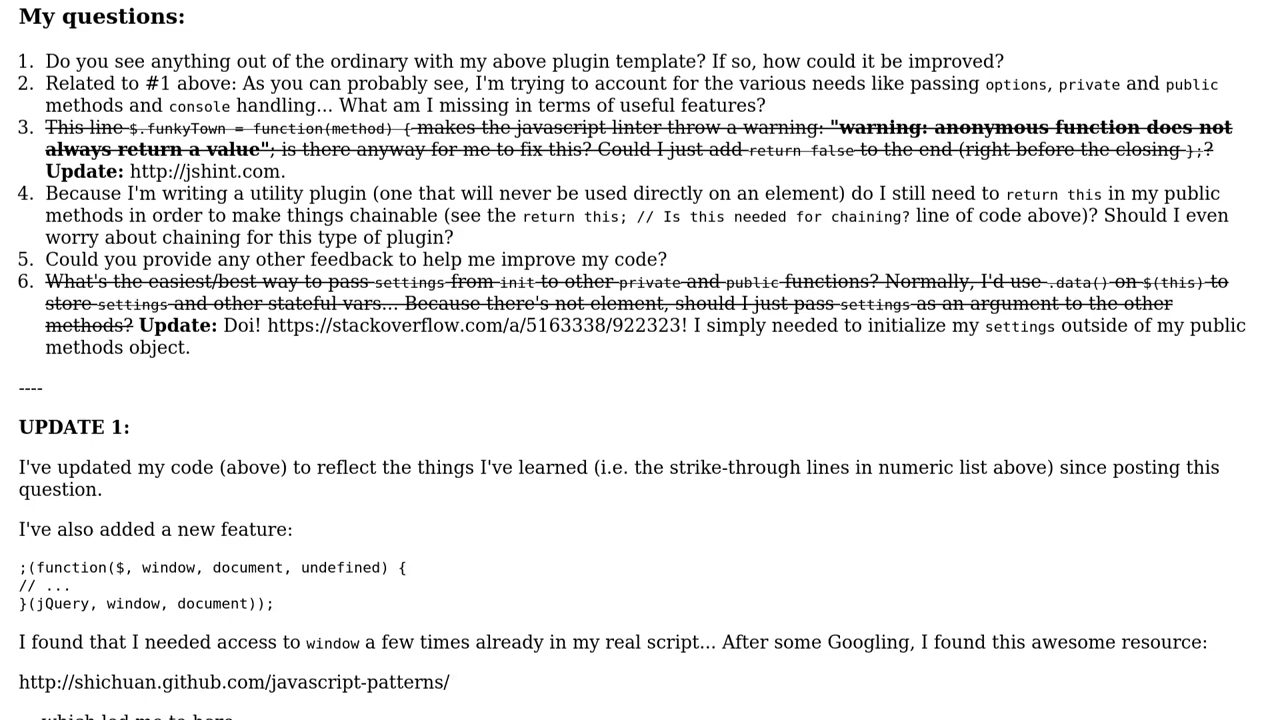 My questions:
1. Do you see anything out of the ordinary with my above plugin template? If so, how could it be improved?
2. Related to #1 above: As you can probably see, I'm trying to account for the various needs like passing options, private and public
methods and console handling... What am I missing in terms of useful features?
3. This line $.funkyTown = function(method) { makes the javascript linter throw a warning: "warning: anonymous function does not
always return a value"; is there anyway for me to fix this? Could I just add return false to the end (right before the closing };?
Update: http://jshint.com.
4. Because I'm writing a utility plugin (one that will never be used directly on an element) do I still need to return this in my public
methods in order to make things chainable (see the return this; // Is this needed for chaining? line of code above)? Should I even
worry about chaining for this type of plugin?
5. Could you provide any other feedback to help me improve my code?
6. What's the easiest/best way to pass settings from init to other private and public functions? Normally, I'd use .data() on $(this) to
store settings and other stateful vars... Because there's not element, should I just pass settings as an argument to the other
methods? Update: Doi! https://stackoverflow.com/a/5163338/922323! I simply needed to initialize my settings outside of my public
methods object.
----
UPDATE 1:
I've updated my code (above) to reflect the things I've learned (i.e. the strike-through lines in numeric list above) since posting this
question.
I've also added a new feature:
;(function($, window, document, undefined) {
// ...
}(jQuery, window, document));
I found that I needed access to window a few times already in my real script... After some Googling, I found this awesome resource:
http://shichuan.github.com/javascript-patterns/
which led me to here